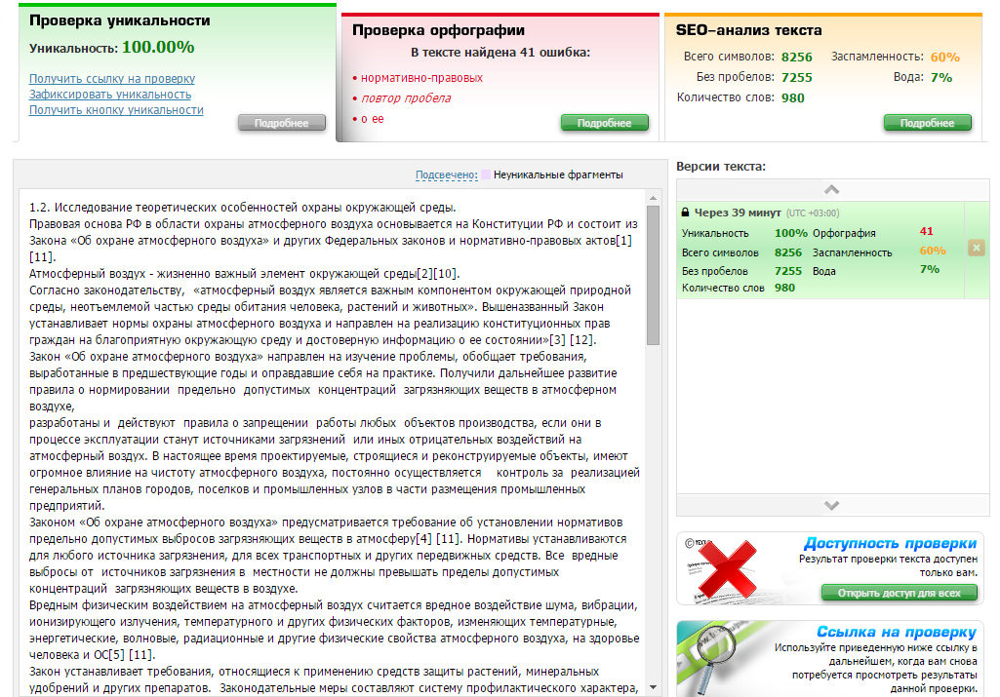 Проверка уникальности
Уникальность: 100.00%
Получить ссылку на проверку
Зафиксировать уникальность
Получить кнопку уникальности
Подробнее
Проверка орфографии
В тексте найдена 41 ошибка:
• нормативно-правовых
• повтор пробела
• о ее
Подробнее
SEO-анализ текста
Всего символов: 8256 Заспамленность: 60%
Без пробелов: 7255 Вода: 7%
Количество слов: 980
Подробнее
Подсвечено: Неуникальные фрагменты
1.2. Исследование теоретических особенностей охраны окружающей среды.
Правовая основа РФ в области охраны атмосферного воздуха основывается на Конституции РФ и состоит из
Закона «Об охране атмосферного воздуха» и других Федеральных законов и нормативно-правовых актов[1]
[11].
Атмосферный воздух - жизненно важный элемент окружающей среды[2][10].
Согласно законодательству, «атмосферный воздух является важным компонентом окружающей природной
среды, неотъемлемой частью среды обитания человека, растений и животных». Вышеназванный Закон
устанавливает нормы охраны атмосферного воздуха и направлен на реализацию конституционных прав
граждан на благоприятную окружающую среду и достоверную информацию о ее состоянии»[3] [12].
Закон «Об охране атмосферного воздуха» направлен на изучение проблемы, обобщает требования,
выработанные в предшествующие годы и оправдавшие себя на практике. Получили дальнейшее развитие
правила о нормировании предельно допустимых концентраций загрязняющих веществ в атмосферном
воздухе,
разработаны и действуют правила о запрещении работы любых объектов производства, если они в
процессе эксплуатации станут источниками загрязнений или иных отрицательных воздействий на
атмосферный воздух. В настоящее время проектируемые, строящиеся и реконструируемые объекты, имеют
огромное влияние на чистоту атмосферного воздуха, постоянно осуществляется контроль за реализацией
генеральных планов городов, поселков и промышленных узлов в части размещения промышленных
предприятий.
Законом «Об охране атмосферного воздуха» предусматривается требование об установлении нормативов
предельно допустимых выбросов загрязняющих веществ в атмосферу[4] [11]. Нормативы устанавливаются
для любого источника загрязнения, для всех транспортных и других передвижных средств. Все вредные
выбросы от источников загрязнения в местности не должны превышать пределы допустимых
концентраций загрязняющих веществ в воздухе.
Вредным физическим воздействием на атмосферный воздух считается вредное воздействие шума, вибрации,
ионизирующего излучения, температурного и других физических факторов, изменяющих температурные,
энергетические, волновые, радиационные и другие физические свойства атмосферного воздуха, на здоровье
человека и ОС[5] [11].
Закон устанавливает требования, относящиеся к применению средств защиты растений, минеральных
удобрений и других препаратов. Законодательные меры составляют систему профилактического характера,
Версии текста:
Через 39 минут (UTC +03:00)
Уникальность 100% Орфография 41
Всего символов 8256 Заспамленность 60%
Без пробелов 7255 Вода 7%
Количество слов 980
Доступность проверки
Результат проверки текста доступен
только вам.
Открыть доступ для всех
Ссылка на проверку
Используйте приведенную ниже ссылку в
дальнейшем, когда вам снова
потребуется просмотреть результаты
данной проверки.